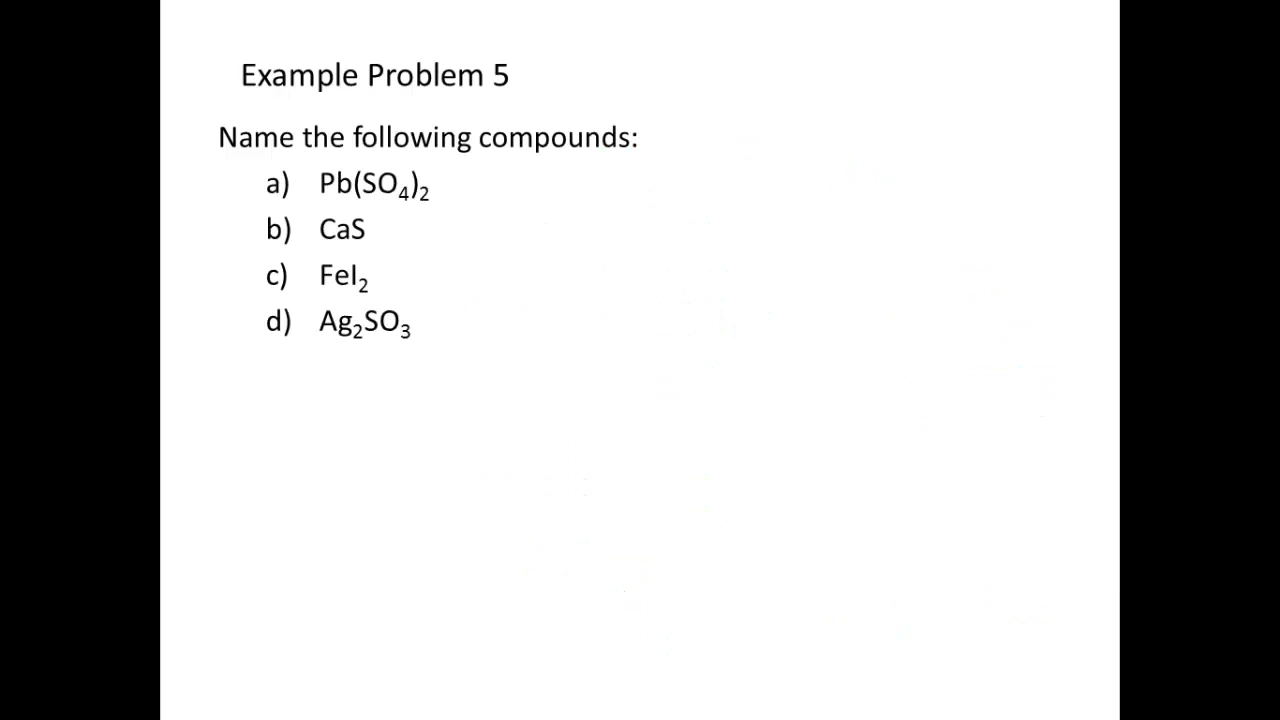 Example Problem 5
Name the following compounds:
a) Pb(SO₄)₂
b) CaS
c) FeI₂
d) Ag₂SO₃